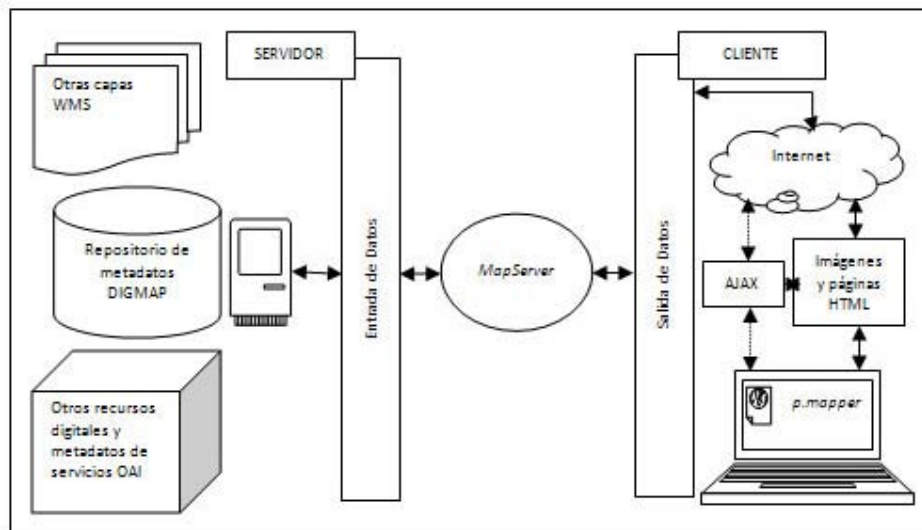 SERVIDOR
CLIENTE
Otras capas
WMS
Internet
Repositorio de
metadatos
DIGMAP
Entrada de Datos
MapServer
Salida de Datos
AJAX
Imágenes
y páginas
HTML
Otros recursos
digitales y
metadatos de
servicios OAI
p.mapper